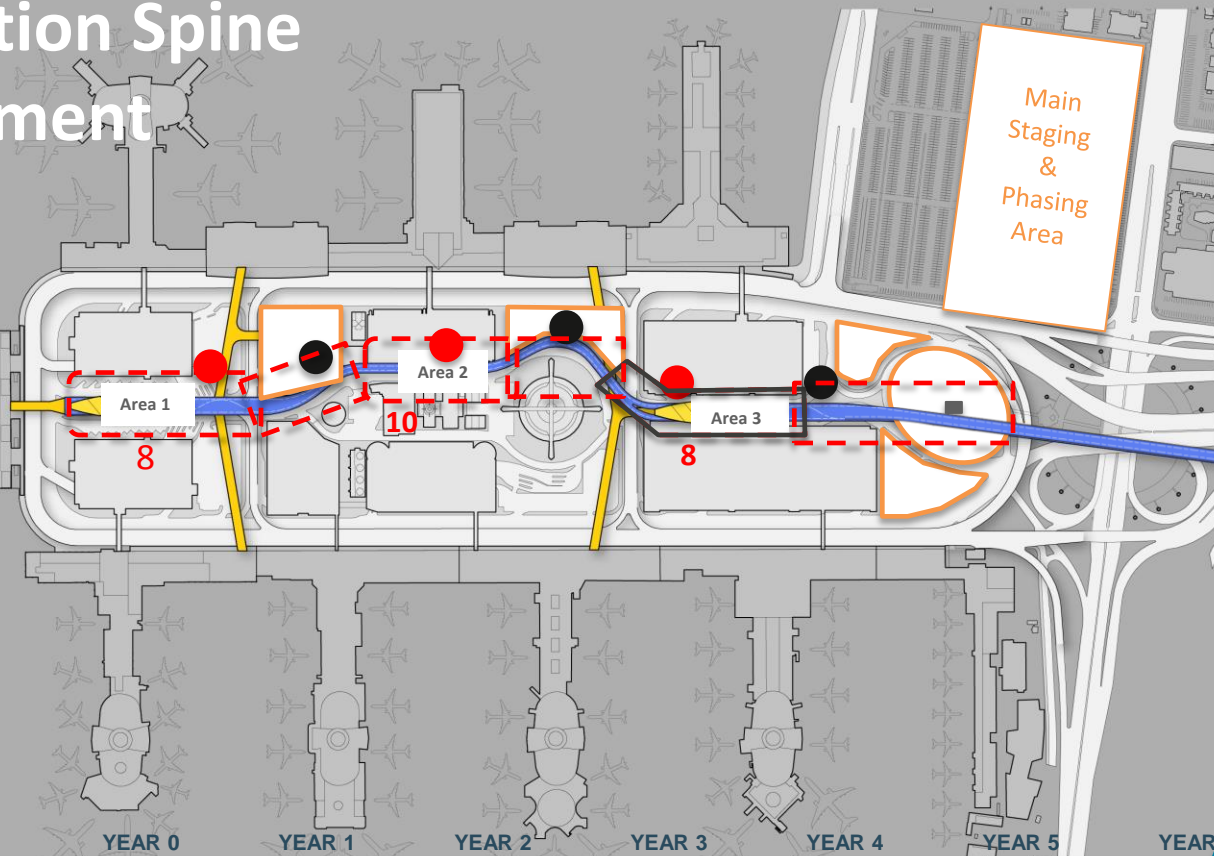 tion Spine
ment
Main
Staging
&
Phasing
Area
Area 1
Area 2
Area 3
8
10
8
YEAR 0 YEAR 1 YEAR 2 YEAR 3 YEAR 4 YEAR 5 YEAR